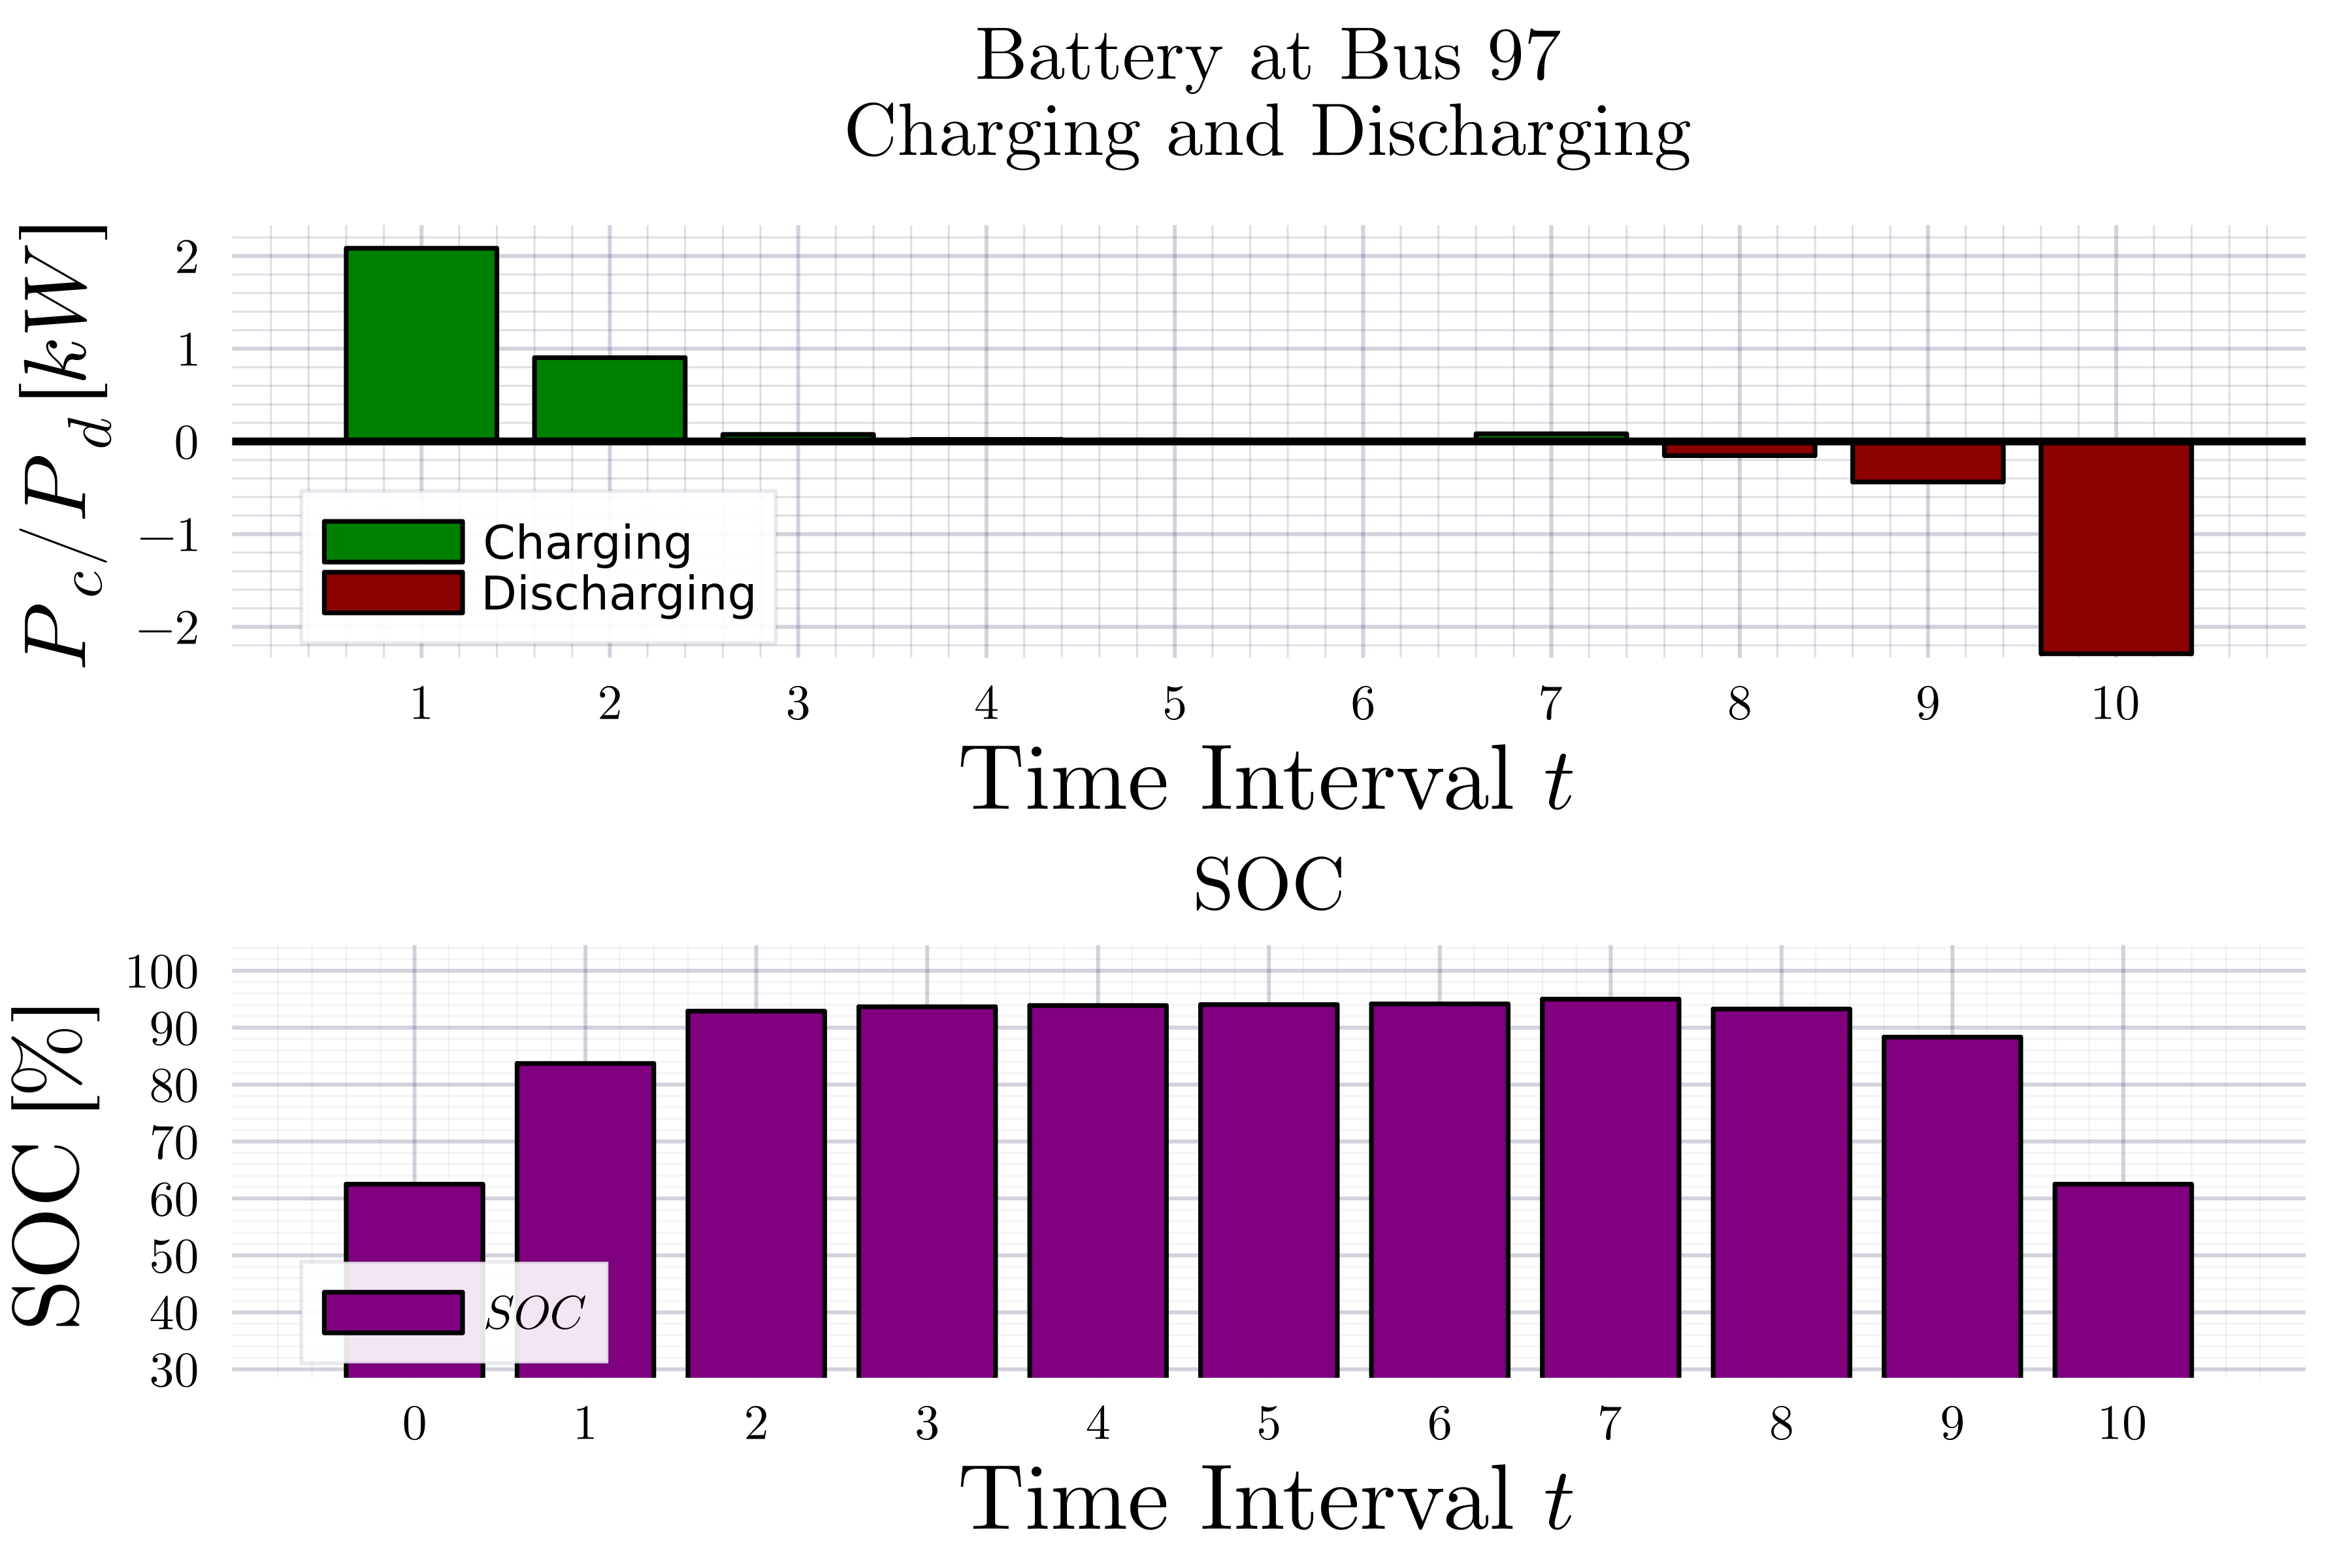 Battery at Bus 97
Charging and Discharging
P_c/P_d [kW]
2
1
0
−1
−2
Charging
Discharging
1 2 3 4 5 6 7 8 9 10
Time Interval t
SOC
SOC [%]
100
90
80
70
60
50
40
30
SOC
0 1 2 3 4 5 6 7 8 9 10
Time Interval t